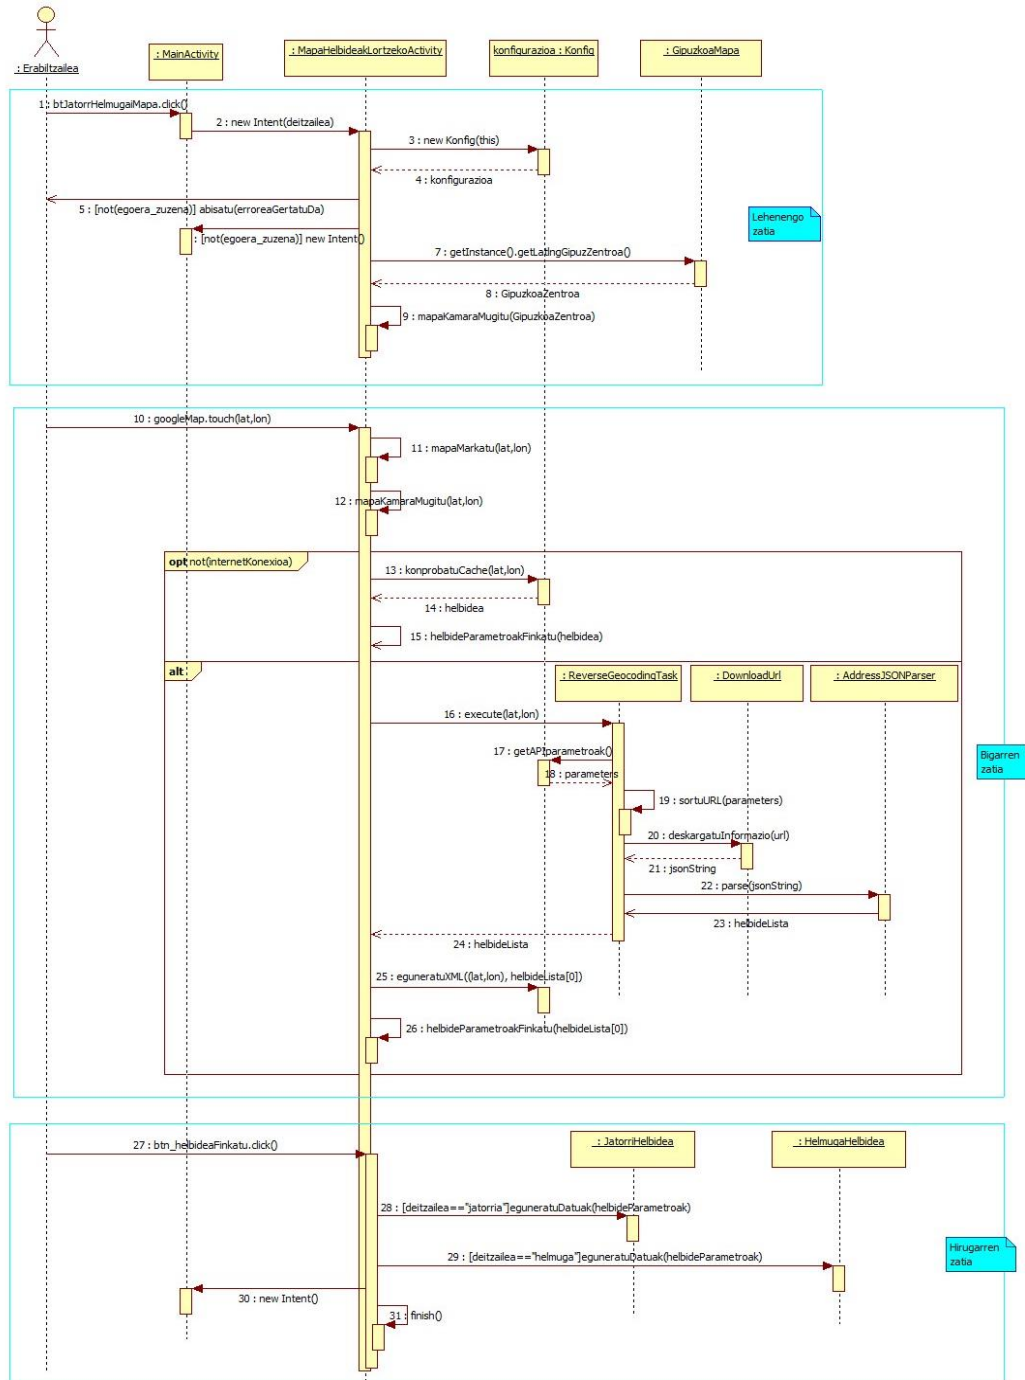 : Erabiltzailea
: MainActivity
: MapaHelbideakLortzekoActivity
konfigurazioa : Konfig
: GipuzkoaMapa
1 : btJatorrHelmugaiMapa.click()
2 : new Intent(deitzailea)
3 : new Konfig(this)
4 : konfigurazioa
5 : [not(egoera_zuzena)] abisatu(erroreaGertatuDa)
Lehenengo
zatia
: [not(egoera_zuzena)] new Intent()
7 : getInstance().getLatlngGipuzZentroa()
8 : GipuzkoaZentroa
9 : mapaKamaraMugitu(GipuzkoaZentroa)
10 : googleMap.touch(lat,lon)
11 : mapaMarkatu(lat,lon)
12 : mapaKamaraMugitu(lat,lon)
opt not(internetKonexioa)
13 : konprobatuCache(lat,lon)
14 : helbidea
15 : helbideParametroakFinkatu(helbidea)
alt
: ReverseGeocodingTask
: DownloadUrl
: AddressJSONParser
16 : execute(lat,lon)
17 : getAPIparametroak()
18 : parameters
Bigarren
zatia
19 : sortuURL(parameters)
20 : deskargatuInformazio(url)
21 : jsonString
22 : parse(jsonString)
23 : helbideLista
24 : helbideLista
25 : eguneratuXML((lat,lon), helbideLista[0])
26 : helbideParametroakFinkatu(helbideLista[0])
27 : btn_helbideaFinkatu.click()
: JatorriHelbidea
: HelmugaHelbidea
28 : [deitzailea=="jatorria"]eguneratuDatuak(helbideParametroak)
29 : [deitzailea=="helmuga"]eguneratuDatuak(helbideParametroak)
Hirugarren
zatia
30 : new Intent()
31 : finish()